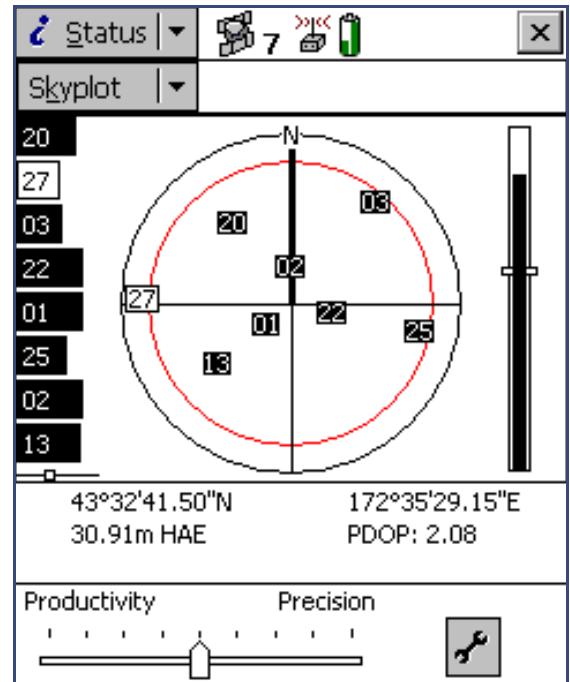 i Status
7
Skyplot
20
27
03
22
01
25
02
13
N
03
20
02
27
22
01
25
13
43°32'41.50"N 172°35'29.15"E
30.91m HAE PDOP: 2.08
Productivity Precision